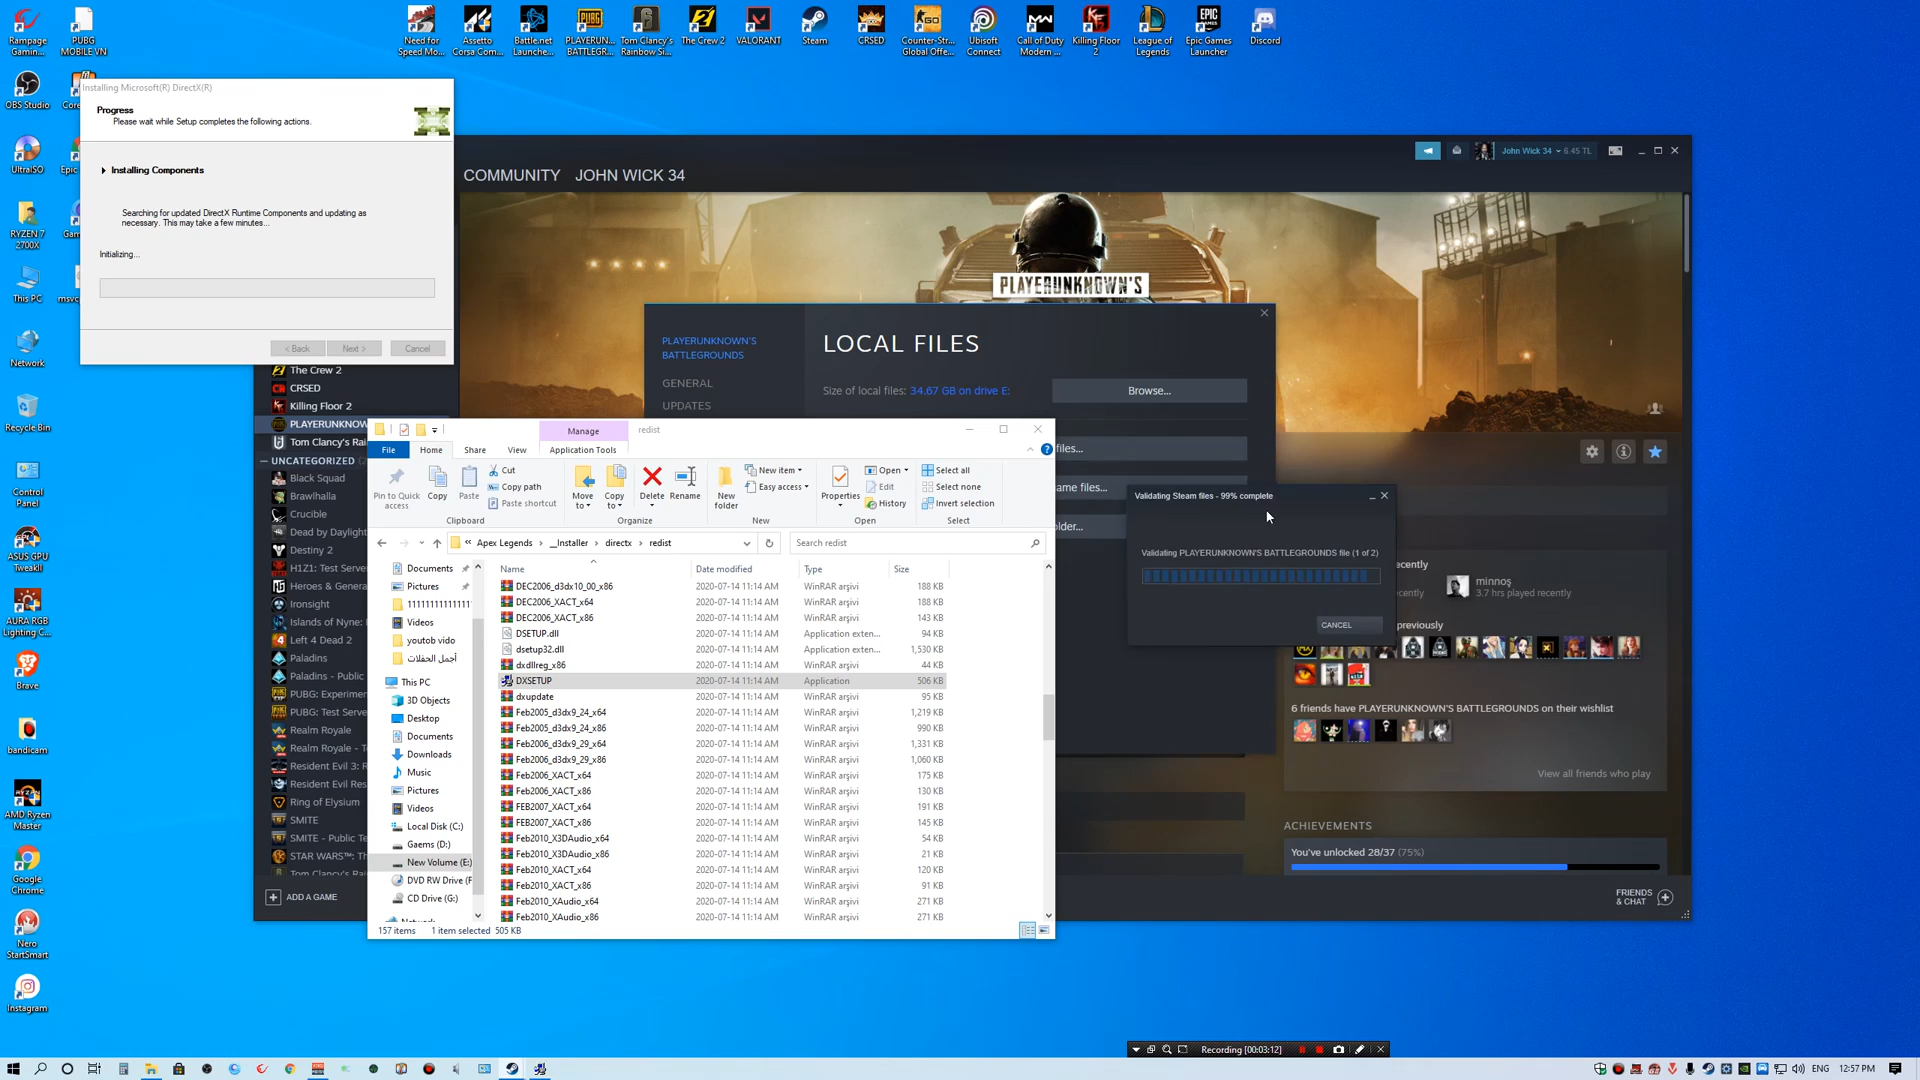 Rampage
Gamin...
PUBG
MOBILE VN
Need for
Speed Mo...
Assetto
Corsa Com...
Battle.net
Launche...
PLAYERUN...
BATTLEGR...
Tom Clancy's
Rainbow Si...
The Crew 2
VALORANT
Steam
CRSED
Counter-Str...
Global Offe...
Ubisoft
Connect
Call of Duty
Modern ...
Killing Floor
2
League of
Legends
Epic Games
Launcher
Discord
OBS Studio
UltraISO
RYZEN 7
2700X
This PC
Network
Recycle Bin
Control
Panel
ASUS GPU
TweakII
AURA RGB
Lighting C...
Brave
bandicam
AMD Ryzen
Master
Google
Chrome
Nero
StartSmart
Instagram
Installing Microsoft(R) DirectX(R)
Progress
Please wait while Setup completes the following actions.
Installing Components
Searching for updated DirectX Runtime Components and updating as
necessary. This may take a few minutes...
Initializing...
< Back
Next >
Cancel
COMMUNITY
JOHN WICK 34
John Wick 34
6.45 TL
PLAYERUNKNOWN'S
PLAYERUNKNOWN'S
BATTLEGROUNDS
GENERAL
UPDATES
LOCAL FILES
Size of local files: 34.67 GB on drive E:
Browse...
files...
ame files...
older...
The Crew 2
CRSED
Killing Floor 2
PLAYERUNKNOW
Tom Clancy's Rai
UNCATEGORIZED
Black Squad
Brawlhalla
Crucible
Dead by Daylight
Destiny 2
H1Z1: Test Server
Heroes & Genera
Ironsight
Islands of Nyne:
Left 4 Dead 2
Paladins
Paladins - Public
PUBG: Experimen
PUBG: Test Serve
Realm Royale
Realm Royale -
Resident Evil 3: R
Resident Evil Res
Ring of Elysium
SMITE
SMITE - Public Te
STAR WARS™: Th
Tom Clancy's Rai
ADD A GAME
Manage
redist
File
Home
Share
View
Application Tools
Pin to Quick
access
Copy
Paste
Cut
Copy path
Paste shortcut
Clipboard
Move
to
Copy
to
Delete
Rename
Organize
New
folder
New item
Easy access
New
Properties
Open
Edit
History
Open
Select all
Select none
Invert selection
Select
« Apex Legends › __Installer › directx › redist
Search redist
Documents
Pictures
11111111111111
Videos
youtob vido
أجمل الحفلات
This PC
3D Objects
Desktop
Documents
Downloads
Music
Pictures
Videos
Local Disk (C:)
Gaems (D:)
New Volume (E:)
DVD RW Drive (F
CD Drive (G:)
Name Date modified Type Size
DEC2006_d3dx10_00_x86 2020-07-14 11:14 AM WinRAR arşivi 188 KB
DEC2006_XACT_x64 2020-07-14 11:14 AM WinRAR arşivi 188 KB
DEC2006_XACT_x86 2020-07-14 11:14 AM WinRAR arşivi 143 KB
DSETUP.dll 2020-07-14 11:14 AM Application exten... 94 KB
dsetup32.dll 2020-07-14 11:14 AM Application exten... 1,530 KB
dxdllreg_x86 2020-07-14 11:14 AM WinRAR arşivi 44 KB
DXSETUP 2020-07-14 11:14 AM Application 506 KB
dxupdate 2020-07-14 11:14 AM WinRAR arşivi 95 KB
Feb2005_d3dx9_24_x64 2020-07-14 11:14 AM WinRAR arşivi 1,219 KB
Feb2005_d3dx9_24_x86 2020-07-14 11:14 AM WinRAR arşivi 990 KB
Feb2006_d3dx9_29_x64 2020-07-14 11:14 AM WinRAR arşivi 1,331 KB
Feb2006_d3dx9_29_x86 2020-07-14 11:14 AM WinRAR arşivi 1,060 KB
Feb2006_XACT_x64 2020-07-14 11:14 AM WinRAR arşivi 175 KB
Feb2006_XACT_x86 2020-07-14 11:14 AM WinRAR arşivi 130 KB
FEB2007_XACT_x64 2020-07-14 11:14 AM WinRAR arşivi 191 KB
FEB2007_XACT_x86 2020-07-14 11:14 AM WinRAR arşivi 145 KB
Feb2010_X3DAudio_x64 2020-07-14 11:14 AM WinRAR arşivi 54 KB
Feb2010_X3DAudio_x86 2020-07-14 11:14 AM WinRAR arşivi 21 KB
Feb2010_XACT_x64 2020-07-14 11:14 AM WinRAR arşivi 120 KB
Feb2010_XACT_x86 2020-07-14 11:14 AM WinRAR arşivi 91 KB
Feb2010_XAudio_x64 2020-07-14 11:14 AM WinRAR arşivi 271 KB
Feb2010_XAudio_x86 2020-07-14 11:14 AM WinRAR arşivi 271 KB
157 items 1 item selected 505 KB
Validating Steam files - 99% complete
Validating PLAYERUNKNOWN'S BATTLEGROUNDS file (1 of 2)
CANCEL
ecently
minnoş
3.7 hrs played recently
ecently
previously
6 friends have PLAYERUNKNOWN'S BATTLEGROUNDS on their wishlist
View all friends who play
ACHIEVEMENTS
You've unlocked 28/37 (75%)
FRIENDS
& CHAT
Recording [00:03:12]
ENG
12:57 PM